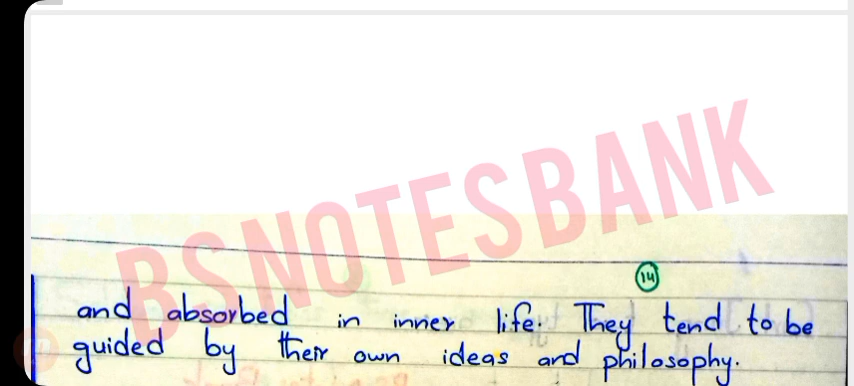 BSNOTESBANK
14
and absorbed in inner life. They tend to be
guided by their own ideas and philosophy.